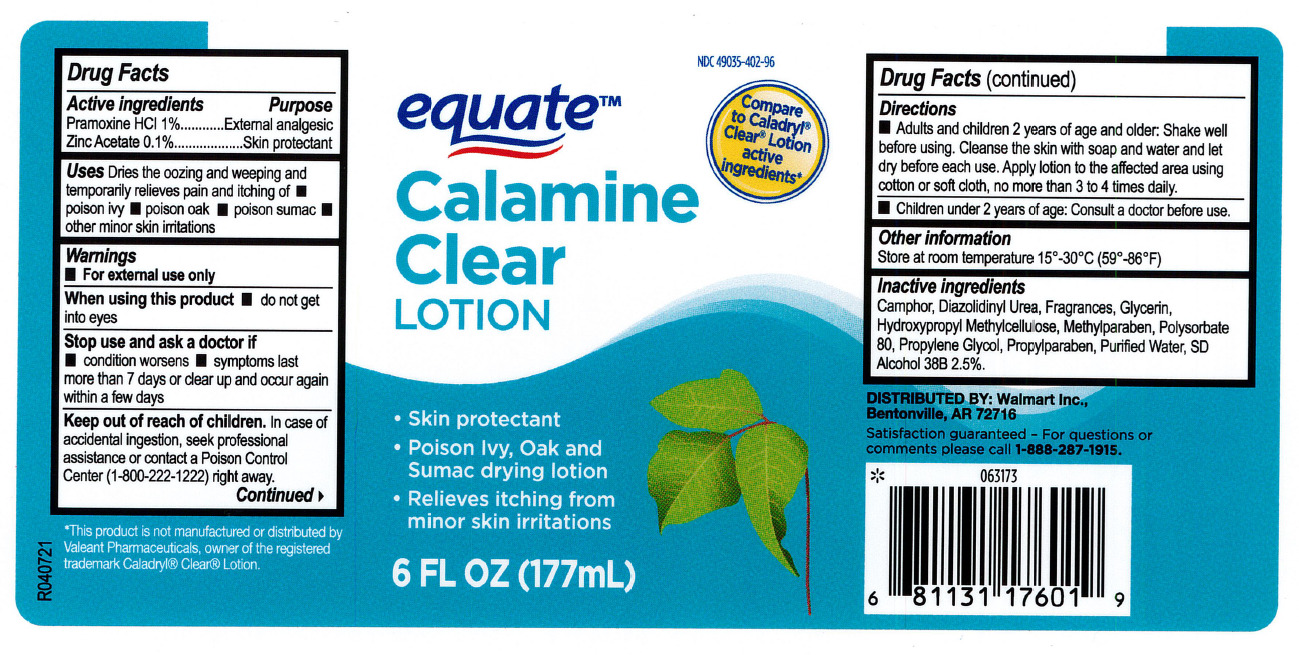 Drug Facts
Active ingredients Purpose
Pramoxine HCl 1%............External analgesic
Zinc Acetate 0.1%...................Skin protectant
Uses Dries the oozing and weeping and
temporarily relieves pain and itching of ■
poison ivy ■ poison oak ■ poison sumac ■
other minor skin irritations
Warnings
■ For external use only
When using this product ■ do not get
into eyes
Stop use and ask a doctor if
■ condition worsens ■ symptoms last
more than 7 days or clear up and occur again
within a few days
Keep out of reach of children. In case of
accidental ingestion, seek professional
assistance or contact a Poison Control
Center (1-800-222-1222) right away.
Continued
*This product is not manufactured or distributed by
Valeant Pharmaceuticals, owner of the registered
trademark Caladryl® Clear® Lotion.
R040721
NDC 49035-402-96
equate™
Compare
to Caladryl®
Clear® Lotion
active
ingredients*
Calamine
Clear
LOTION
• Skin protectant
• Poison Ivy, Oak and
Sumac drying lotion
• Relieves itching from
minor skin irritations
6 FL OZ (177mL)
Drug Facts (continued)
Directions
■ Adults and children 2 years of age and older: Shake well
before using. Cleanse the skin with soap and water and let
dry before each use. Apply lotion to the affected area using
cotton or soft cloth, no more than 3 to 4 times daily.
■ Children under 2 years of age: Consult a doctor before use.
Other information
Store at room temperature 15°-30°C (59°-86°F)
Inactive ingredients
Camphor, Diazolidinyl Urea, Fragrances, Glycerin,
Hydroxypropyl Methylcellulose, Methylparaben, Polysorbate
80, Propylene Glycol, Propylparaben, Purified Water, SD
Alcohol 38B 2.5%.
DISTRIBUTED BY: Walmart Inc.,
Bentonville, AR 72716
Satisfaction guaranteed – For questions or
comments please call 1-888-287-1915.
* 063173
6 81131 17601 9